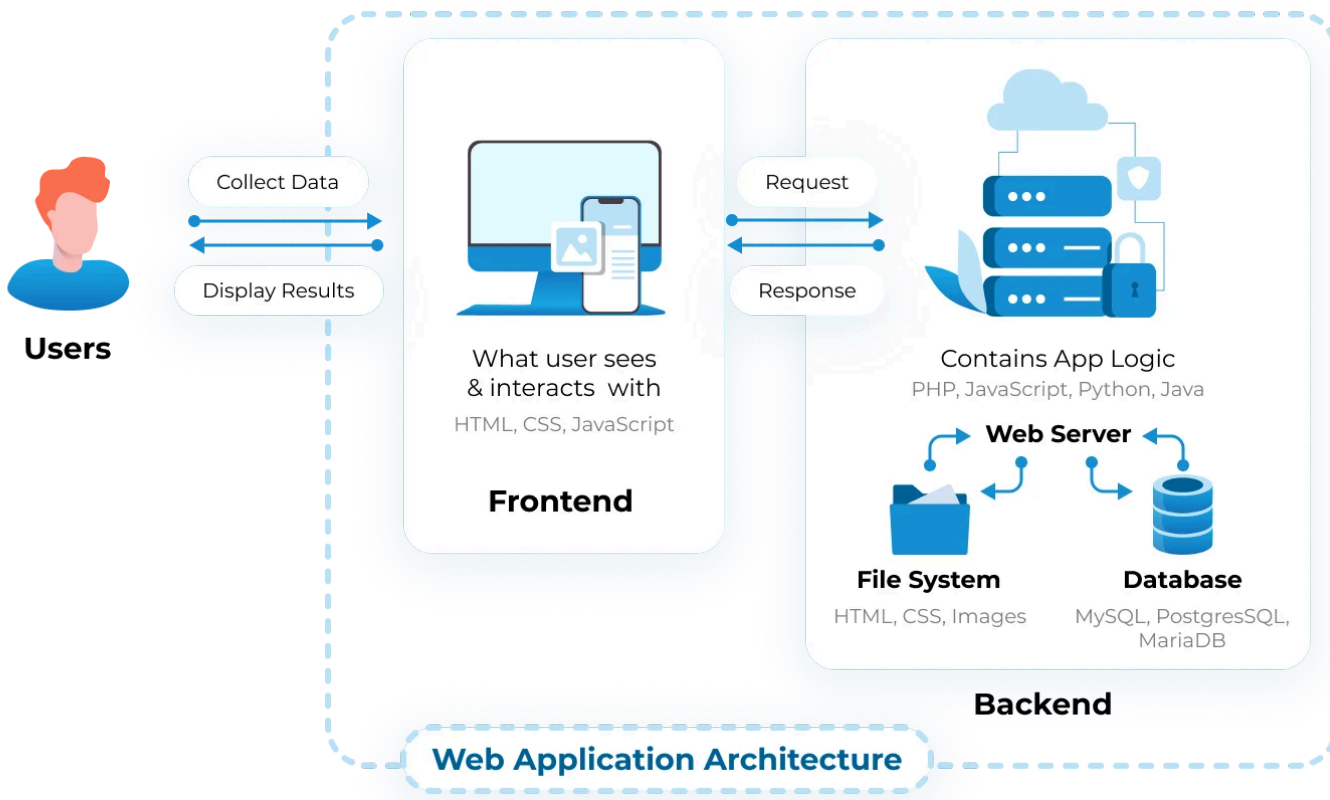 Users
Collect Data
Display Results
What user sees
& interacts with
HTML, CSS, JavaScript
Frontend
Request
Response
Contains App Logic
PHP, JavaScript, Python, Java
Web Server
File System
HTML, CSS, Images
Database
MySQL, PostgresSQL,
MariaDB
Backend
Web Application Architecture